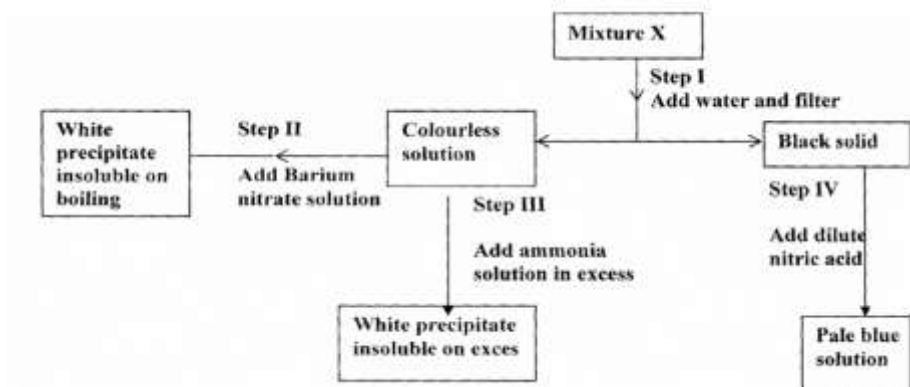 Mixture X
Step I
Add water and filter
White
precipitate
insoluble on
boiling
Step II
Add Barium
nitrate solution
Colourless
solution
Black solid
Step III
Add ammonia
solution in excess
Step IV
Add dilute
nitric acid
White precipitate
insoluble on exces
Pale blue
solution